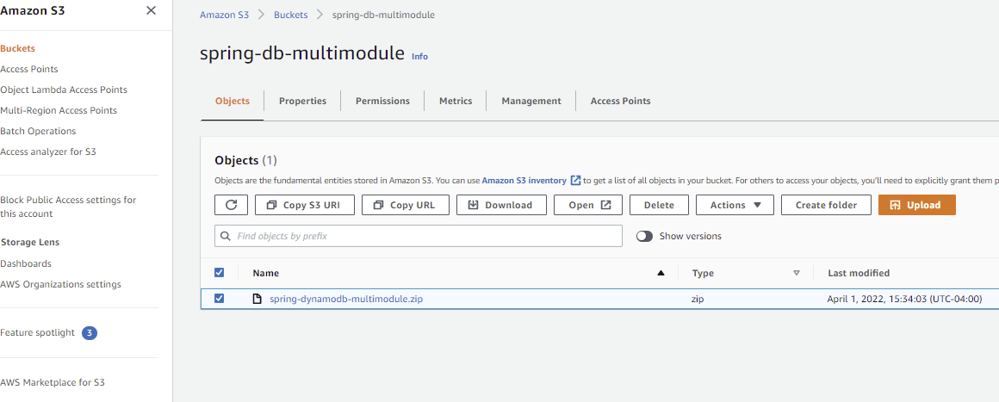 Amazon S3
Amazon S3 Buckets spring-db-multimodule
spring-db-multimodule Info
Buckets
Access Points
Object Lambda Access Points
Multi-Region Access Points
Batch Operations
Access analyzer for S3
Block Public Access settings for
this account
Storage Lens
Dashboards
AWS Organizations settings
Feature spotlight 3
AWS Marketplace for S3
Objects Properties Permissions Metrics Management Access Points
Objects (1)
Objects are the fundamental entities stored in Amazon S3. You can use Amazon S3 inventory to get a list of all objects in your bucket. For others to access your objects, you'll need to explicitly grant them p
Copy S3 URI Copy URL Download Open Delete Actions Create folder Upload
Find objects by prefix Show versions
Name Type Last modified
spring-dynamodb-multimodule.zip zip April 1, 2022, 15:34:03 (UTC-04:00)